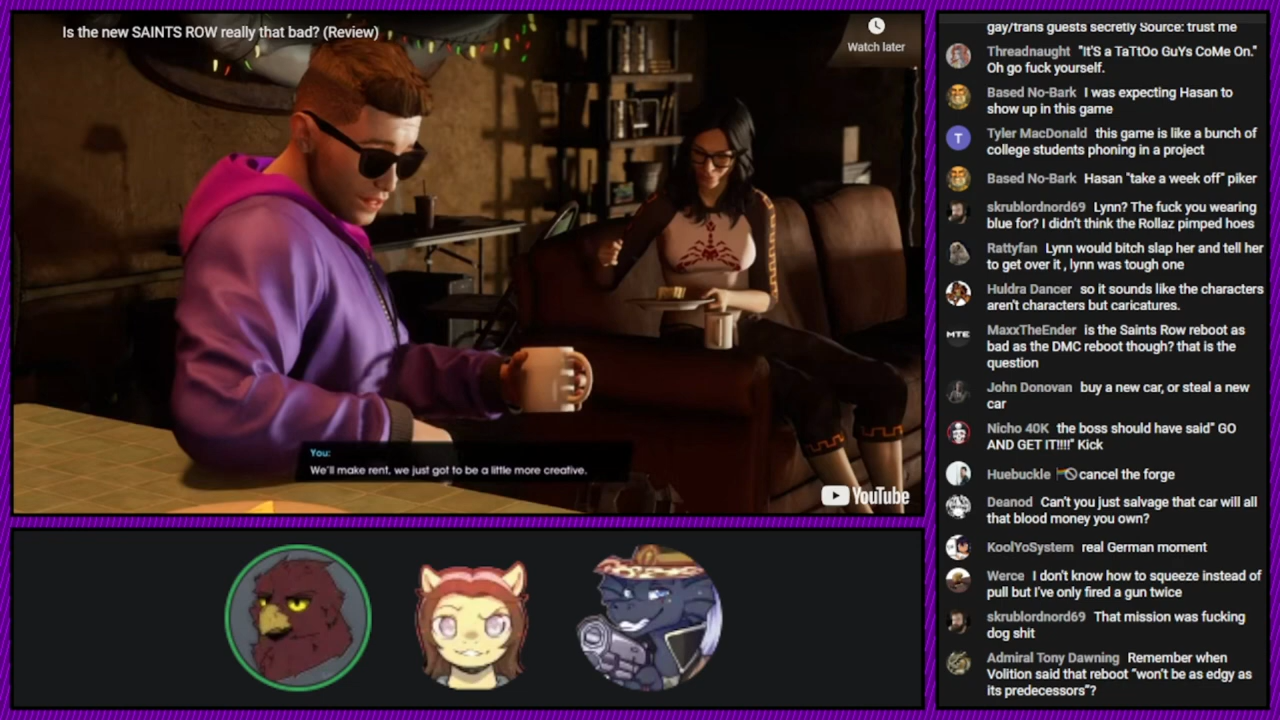 Is the new SAINTS ROW really that bad? (Review)
Watch later
You:
We'll make rent, we just got to be a little more creative.
YouTube
gay/trans guests secretly Source: trust me
Threadnaught "It'S a TaTtOo GuYs CoMe On."
Oh go fuck yourself.
Based No-Bark I was expecting Hasan to
show up in this game
T
Tyler MacDonald this game is like a bunch of
college students phoning in a project
Based No-Bark Hasan "take a week off" piker
skrublordnord69 Lynn? The fuck you wearing
blue for? I didn't think the Rollaz pimped hoes
Rattyfan Lynn would bitch slap her and tell her
to get over it , lynn was tough one
Huldra Dancer so it sounds like the characters
aren't characters but caricatures.
MTE
MaxxTheEnder is the Saints Row reboot as
bad as the DMC reboot though? that is the
question
John Donovan buy a new car, or steal a new
car
Nicho 40K the boss should have said" GO
AND GET IT!!!!" Kick
Huebuckle 🏳️‍🌈🚫cancel the forge
Deanod Can't you just salvage that car will all
that blood money you own?
KoolYoSystem real German moment
Werce I don't know how to squeeze instead of
pull but I've only fired a gun twice
skrublordnord69 That mission was fucking
dog shit
Admiral Tony Dawning Remember when
Volition said that reboot "won't be as edgy as
its predecessors"?